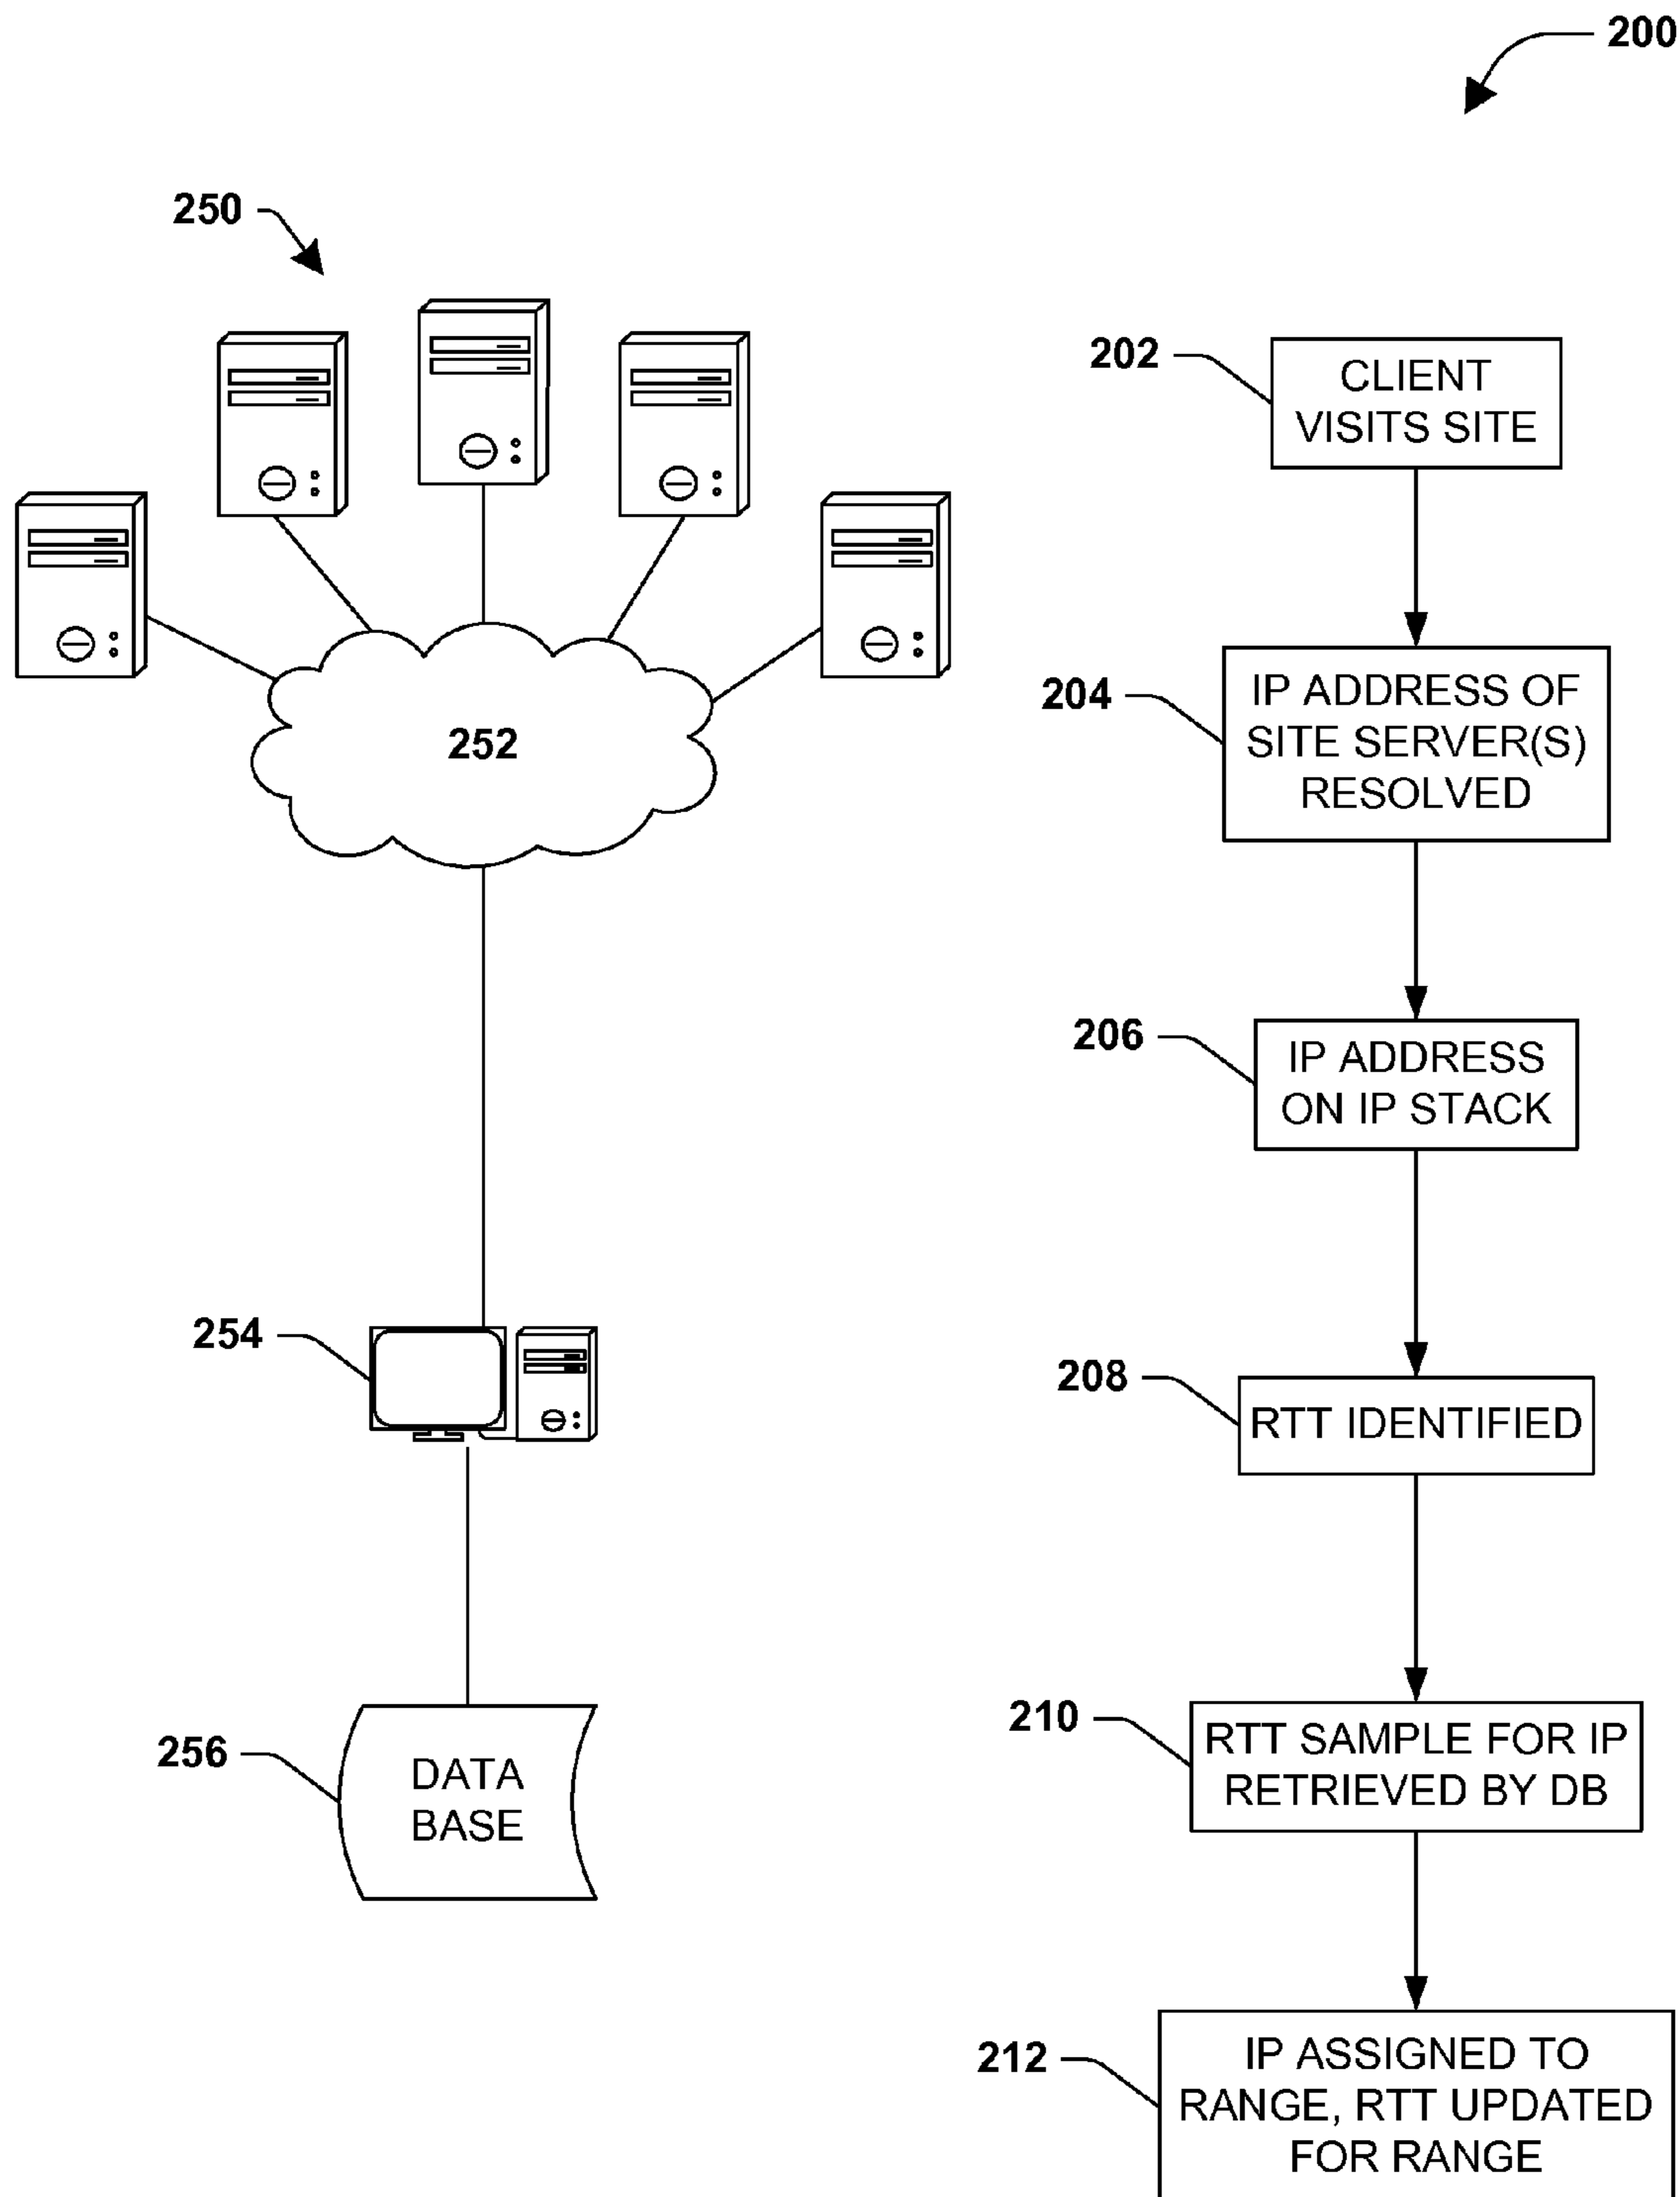 200
250
252
254
256
DATA
BASE
202
CLIENT
VISITS SITE
204
IP ADDRESS OF
SITE SERVER(S)
RESOLVED
206
IP ADDRESS
ON IP STACK
208
RTT IDENTIFIED
210
RTT SAMPLE FOR IP
RETRIEVED BY DB
212
IP ASSIGNED TO
RANGE, RTT UPDATED
FOR RANGE